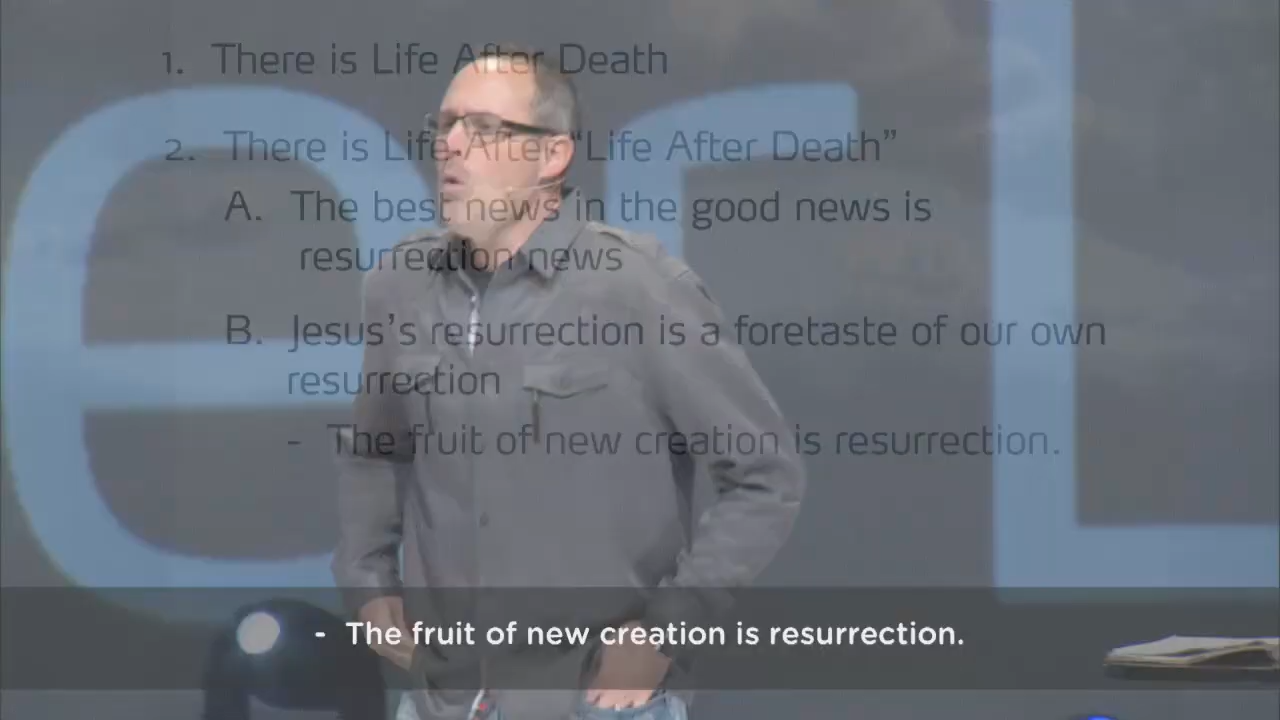 1. There is Life After Death
2. There is Life After “Life After Death”
A. The best news in the good news is
resurrection news
B. Jesus’s resurrection is a foretaste of our own
resurrection
- The fruit of new creation is resurrection.
- The fruit of new creation is resurrection.